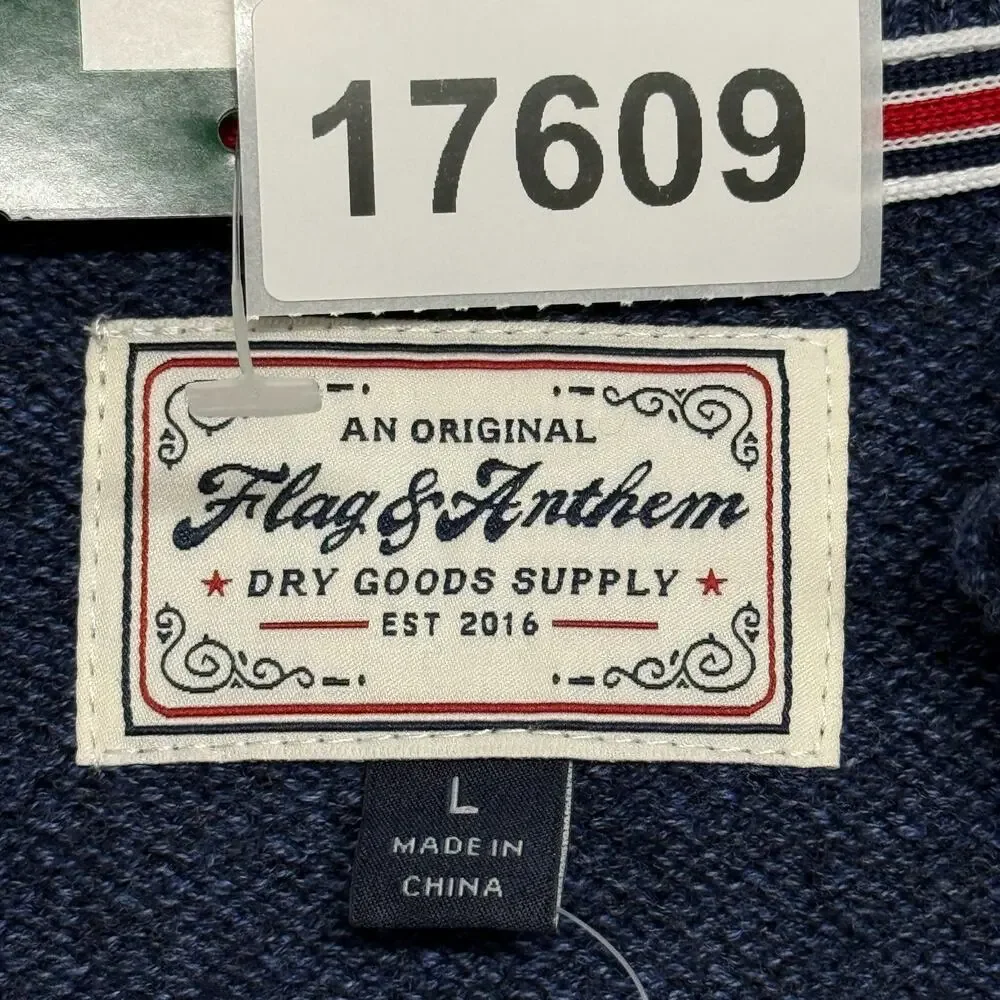 17609
AN ORIGINAL
Flag & Anthem
★ DRY GOODS SUPPLY ★
EST 2016
L
MADE IN
CHINA